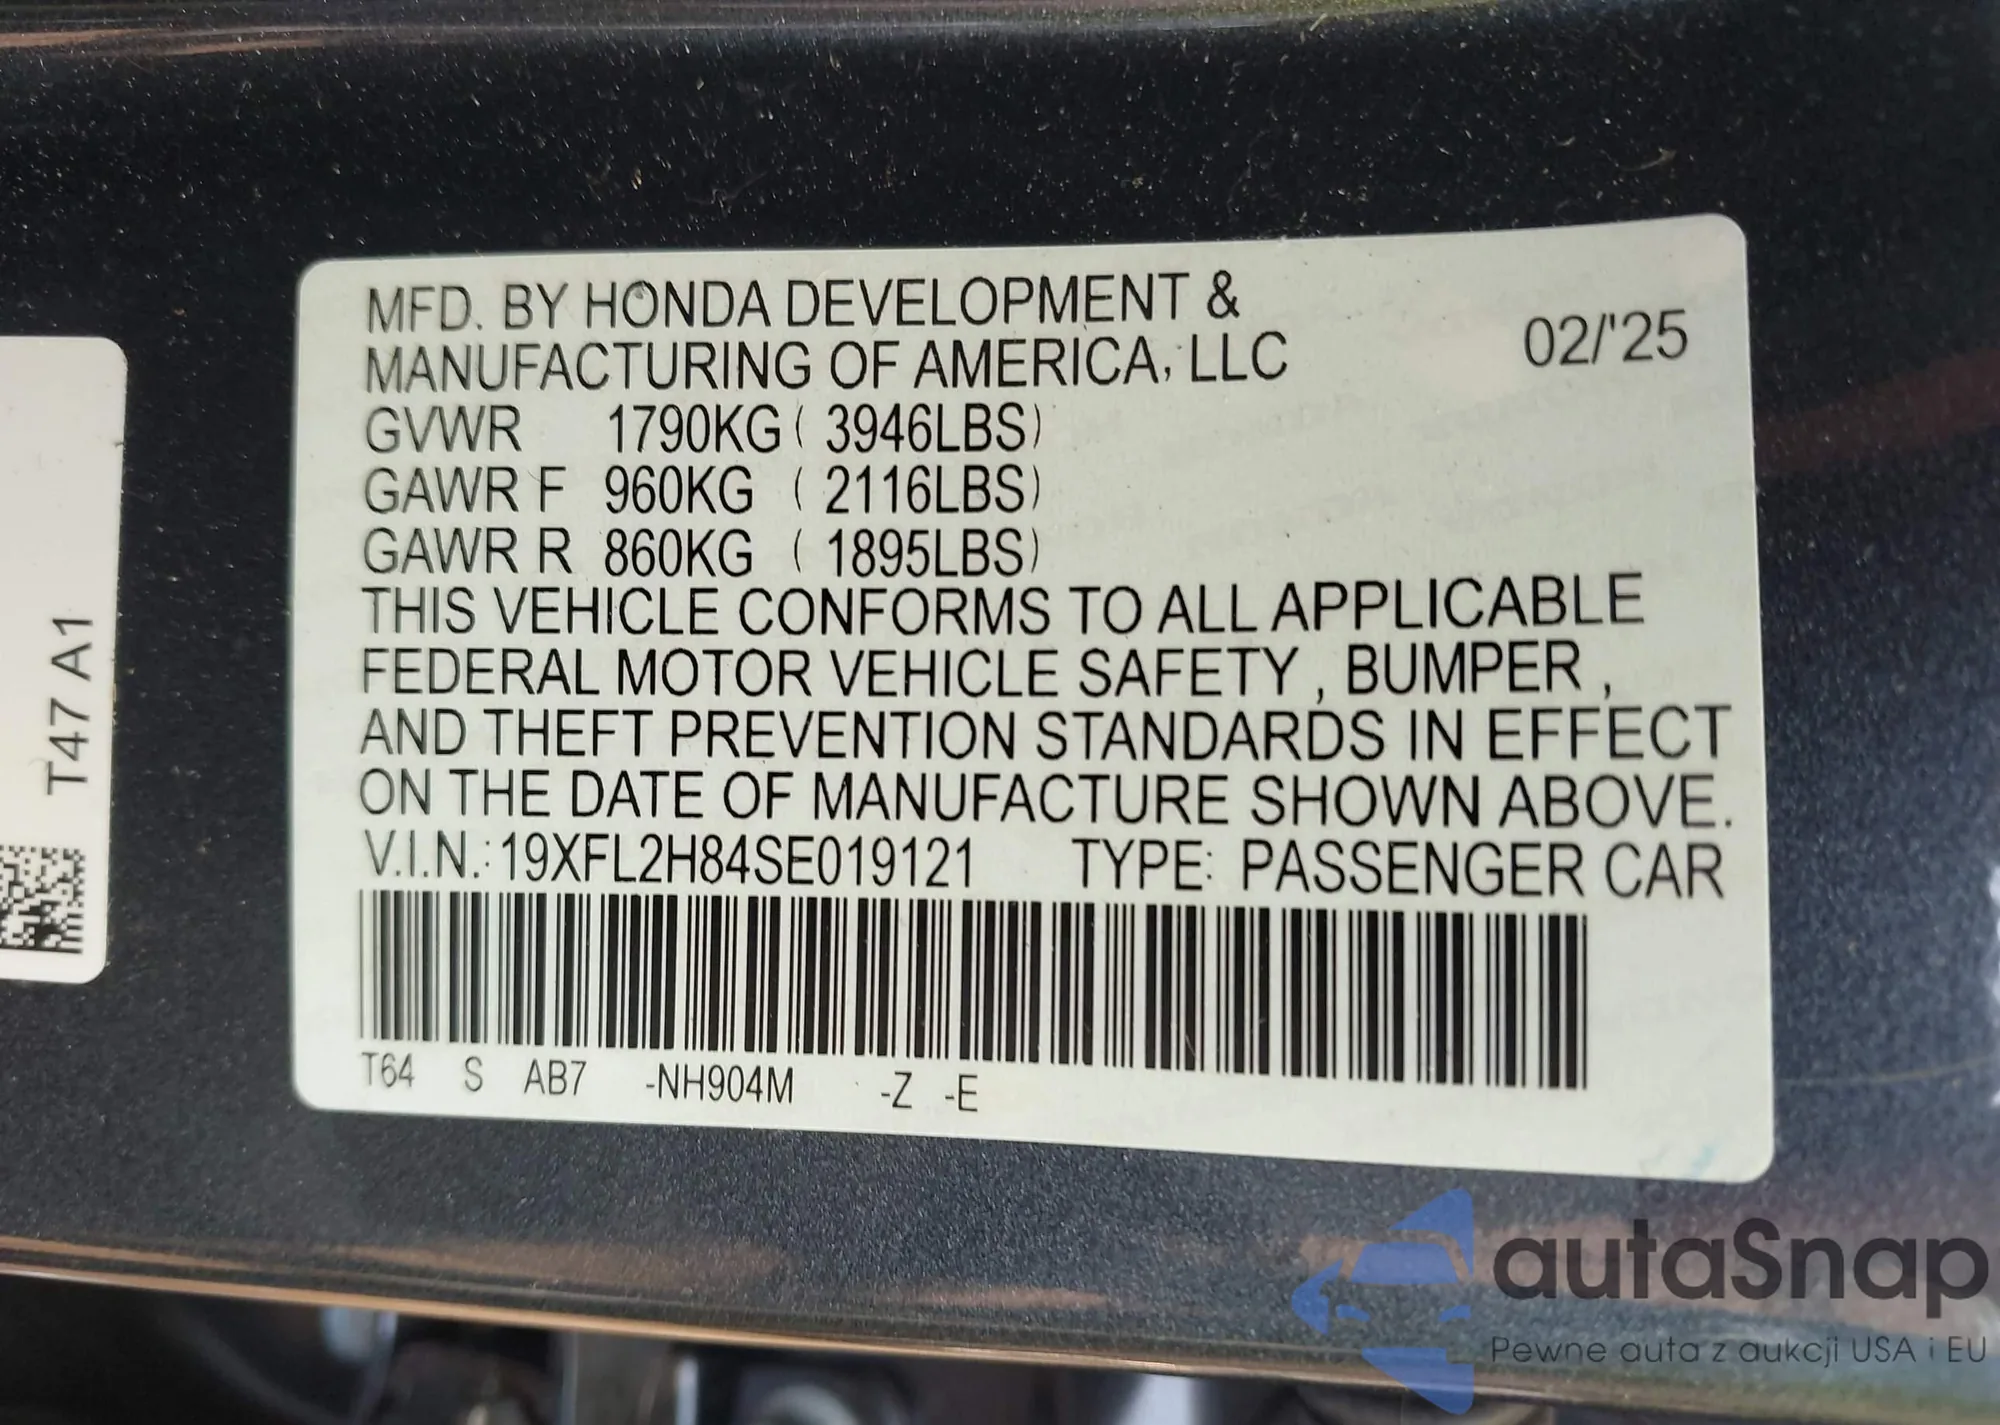 MFD. BY HONDA DEVELOPMENT &
MANUFACTURING OF AMERICA, LLC
02/'25
GVWR 1790KG ( 3946LBS)
GAWR F 960KG ( 2116LBS)
GAWR R 860KG ( 1895LBS)
THIS VEHICLE CONFORMS TO ALL APPLICABLE
FEDERAL MOTOR VEHICLE SAFETY , BUMPER ,
AND THEFT PREVENTION STANDARDS IN EFFECT
ON THE DATE OF MANUFACTURE SHOWN ABOVE.
V.I.N.: 19XFL2H84SE019121 TYPE: PASSENGER CAR
T64 S AB7 -NH904M -Z -E
T47 A1
autaSnap
Pewne auta z aukcji USA i EU